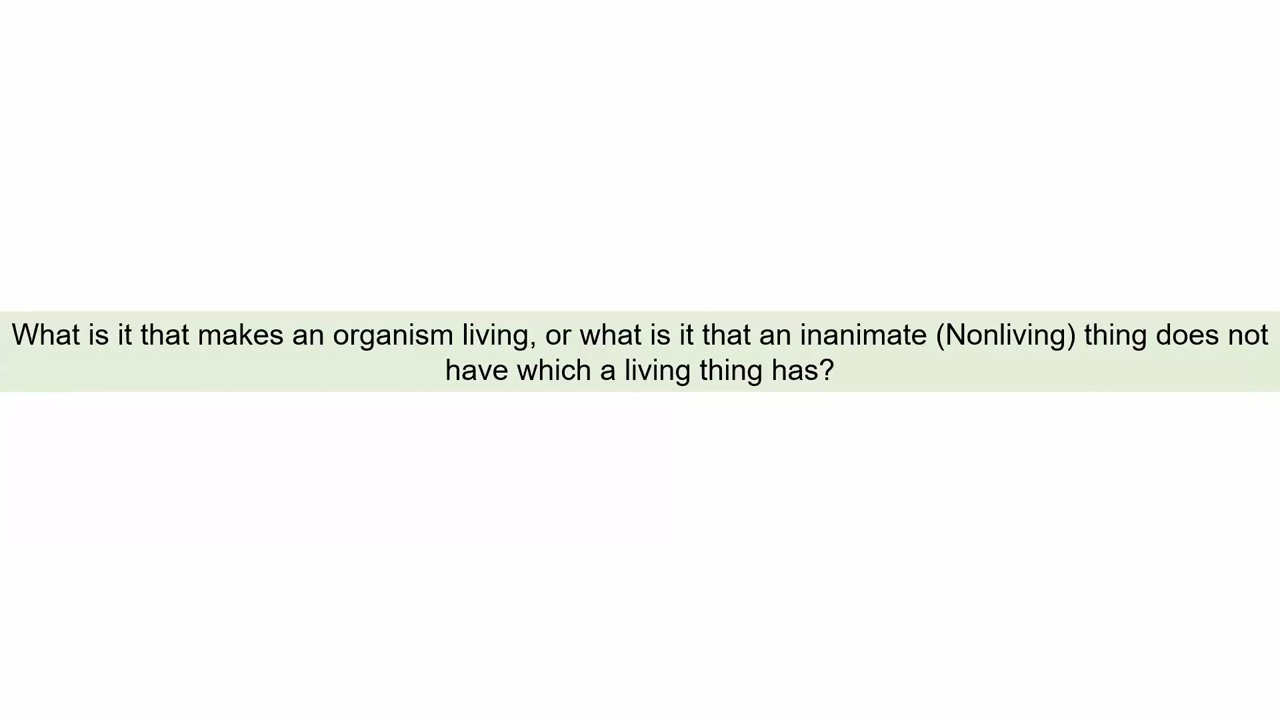 What is it that makes an organism living, or what is it that an inanimate (Nonliving) thing does not
have which a living thing has?